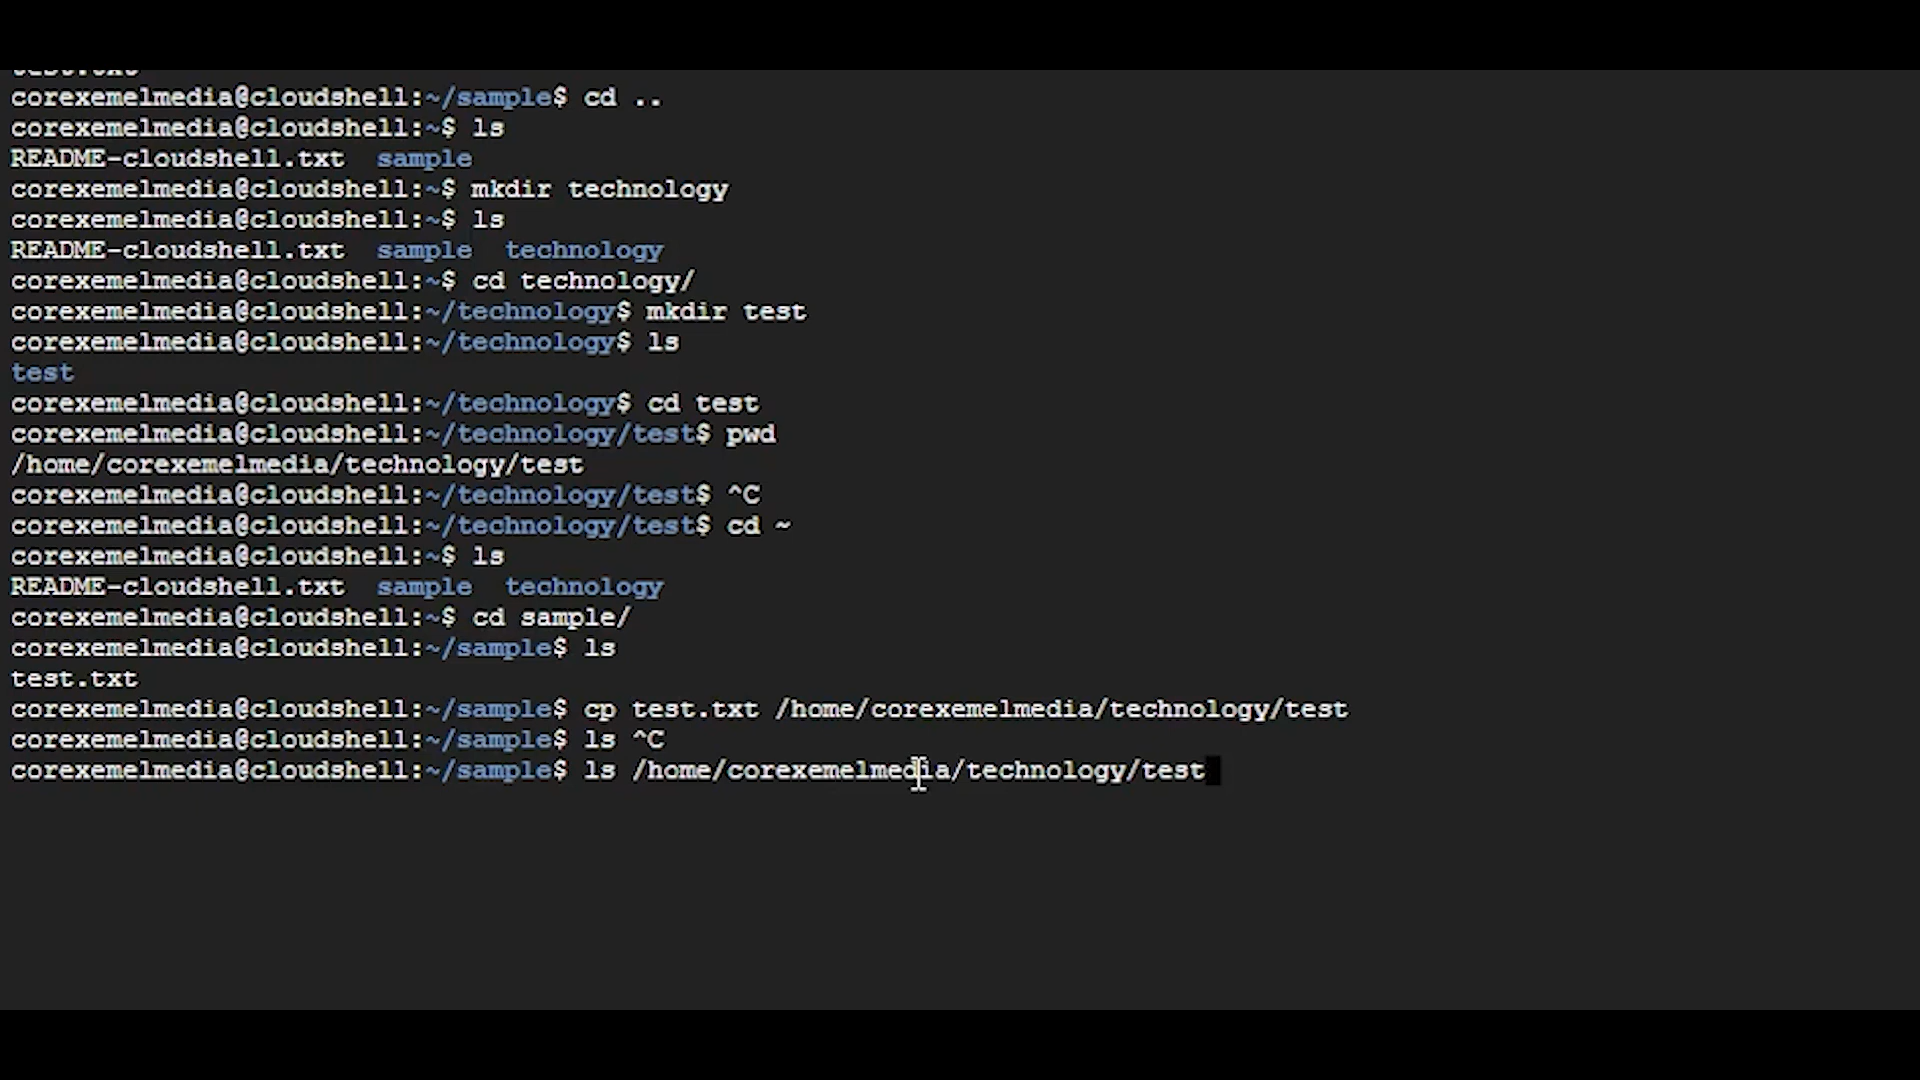 test.txt
corexemelmedia@cloudshell:~/sample$ cd ..
corexemelmedia@cloudshell:~$ ls
README-cloudshell.txt  sample
corexemelmedia@cloudshell:~$ mkdir technology
corexemelmedia@cloudshell:~$ ls
README-cloudshell.txt  sample  technology
corexemelmedia@cloudshell:~$ cd technology/
corexemelmedia@cloudshell:~/technology$ mkdir test
corexemelmedia@cloudshell:~/technology$ ls
test
corexemelmedia@cloudshell:~/technology$ cd test
corexemelmedia@cloudshell:~/technology/test$ pwd
/home/corexemelmedia/technology/test
corexemelmedia@cloudshell:~/technology/test$ ^C
corexemelmedia@cloudshell:~/technology/test$ cd ~
corexemelmedia@cloudshell:~$ ls
README-cloudshell.txt  sample  technology
corexemelmedia@cloudshell:~$ cd sample/
corexemelmedia@cloudshell:~/sample$ ls
test.txt
corexemelmedia@cloudshell:~/sample$ cp test.txt /home/corexemelmedia/technology/test
corexemelmedia@cloudshell:~/sample$ ls ^C
corexemelmedia@cloudshell:~/sample$ ls /home/corexemelmedia/technology/test